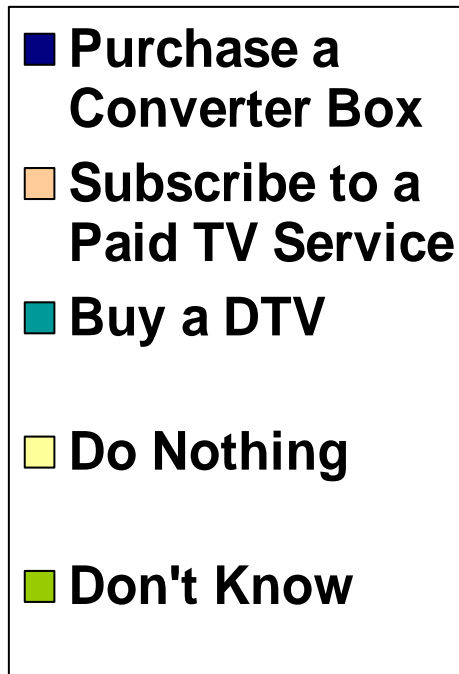 Purchase a
Converter Box
Subscribe to a
Paid TV Service
Buy a DTV
Do Nothing
Don't Know